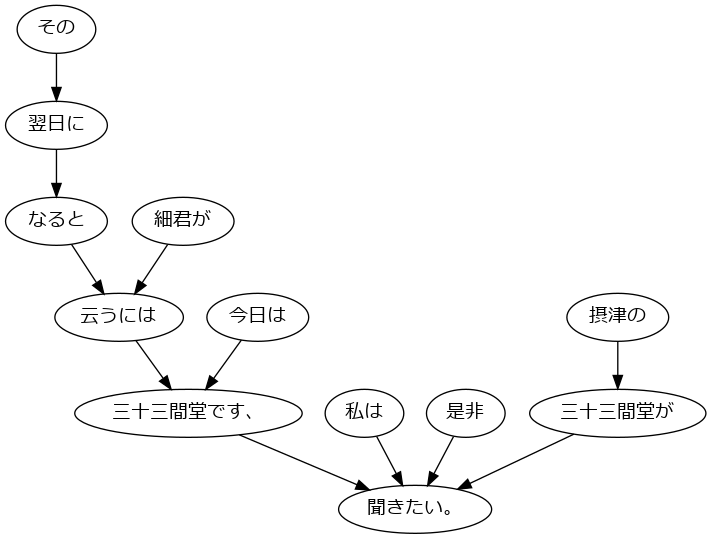 その
翌日に
なると
細君が
云うには
今日は
摂津の
三十三間堂です、
私は
是非
三十三間堂が
聞きたい。